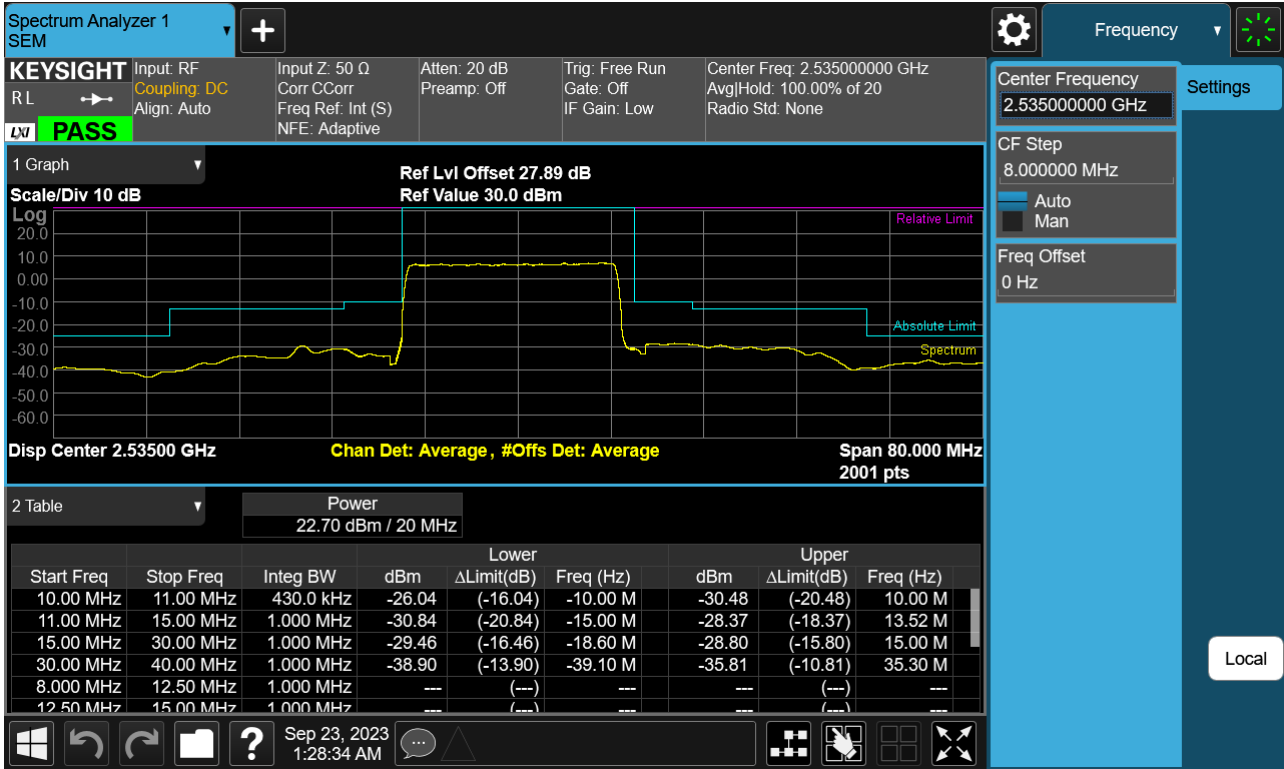 Spectrum Analyzer 1
SEM
Frequency
KEYSIGHT
R L
LXI
PASS
Input: RF
Coupling: DC
Align: Auto
Input Z: 50 Ω
Corr CCorr
Freq Ref: Int (S)
NFE: Adaptive
Atten: 20 dB
Preamp: Off
Trig: Free Run
Gate: Off
IF Gain: Low
Center Freq: 2.535000000 GHz
Avg|Hold: 100.00% of 20
Radio Std: None
Center Frequency
2.535000000 GHz
Settings
CF Step
8.000000 MHz
Auto
Man
Freq Offset
0 Hz
Local
1 Graph
Scale/Div 10 dB
Ref Lvl Offset 27.89 dB
Ref Value 30.0 dBm
Log
20.0
10.0
0.00
-10.0
-20.0
-30.0
-40.0
-50.0
-60.0
Relative Limit
Absolute Limit
Spectrum
Disp Center 2.53500 GHz
Chan Det: Average , #Offs Det: Average
Span 80.000 MHz
2001 pts
2 Table
Power
22.70 dBm / 20 MHz
Lower Upper
Start Freq Stop Freq Integ BW dBm ΔLimit(dB) Freq (Hz) dBm ΔLimit(dB) Freq (Hz)
10.00 MHz 11.00 MHz 430.0 kHz -26.04 (-16.04) -10.00 M -30.48 (-20.48) 10.00 M
11.00 MHz 15.00 MHz 1.000 MHz -30.84 (-20.84) -15.00 M -28.37 (-18.37) 13.52 M
15.00 MHz 30.00 MHz 1.000 MHz -29.46 (-16.46) -18.60 M -28.80 (-15.80) 15.00 M
30.00 MHz 40.00 MHz 1.000 MHz -38.90 (-13.90) -39.10 M -35.81 (-10.81) 35.30 M
8.000 MHz 12.50 MHz 1.000 MHz --- (---) --- --- (---) ---
12.50 MHz 15.00 MHz 1.000 MHz --- (---) --- --- (---) ---
Sep 23, 2023
1:28:34 AM